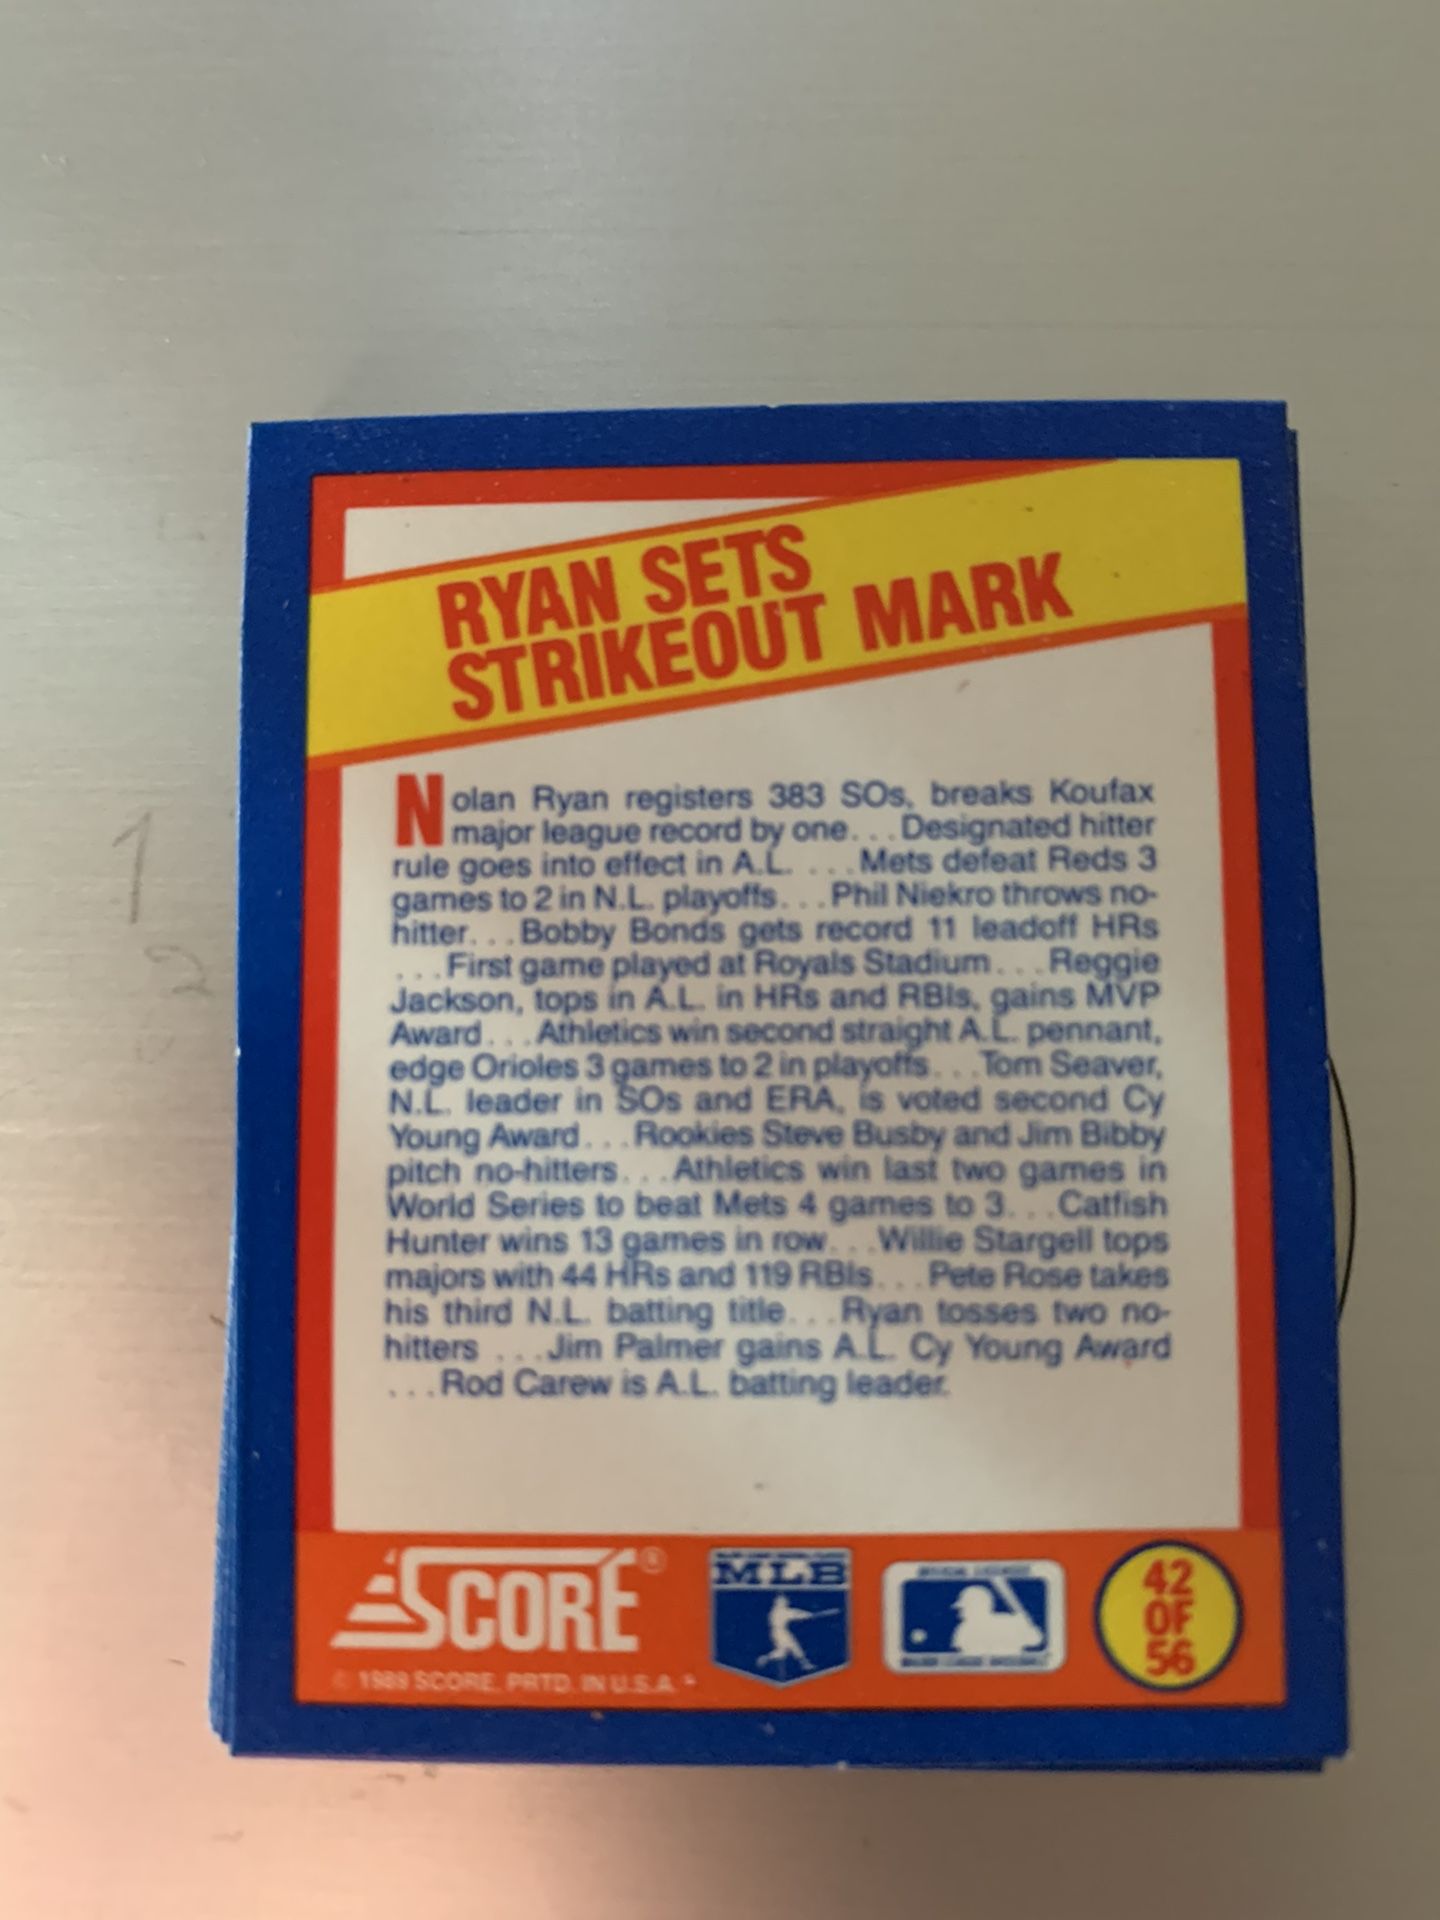 RYAN SETS
STRIKEOUT MARK
Nolan Ryan registers 383 SOs, breaks Koufax
major league record by one...Designated hitter
rule goes into effect in A.L. ...Mets defeat Reds 3
games to 2 in N.L. playoffs...Phil Niekro throws no-
hitter...Bobby Bonds gets record 11 leadoff HRs
...First game played at Royals Stadium...Reggie
Jackson, tops in A.L. in HRs and RBIs, gains MVP
Award...Athletics win second straight A.L. pennant,
edge Orioles 3 games to 2 in playoffs...Tom Seaver,
N.L. leader in SOs and ERA, is voted second Cy
Young Award...Rookies Steve Busby and Jim Bibby
pitch no-hitters...Athletics win last two games in
World Series to beat Mets 4 games to 3...Catfish
Hunter wins 13 games in row...Willie Stargell tops
majors with 44 HRs and 119 RBIs...Pete Rose takes
his third N.L. batting title...Ryan tosses two no-
hitters ...Jim Palmer gains A.L. Cy Young Award
...Rod Carew is A.L. batting leader.
SCORE®
© 1989 SCORE, PRTD. IN U.S.A.
MLB
42
OF
56
1
2